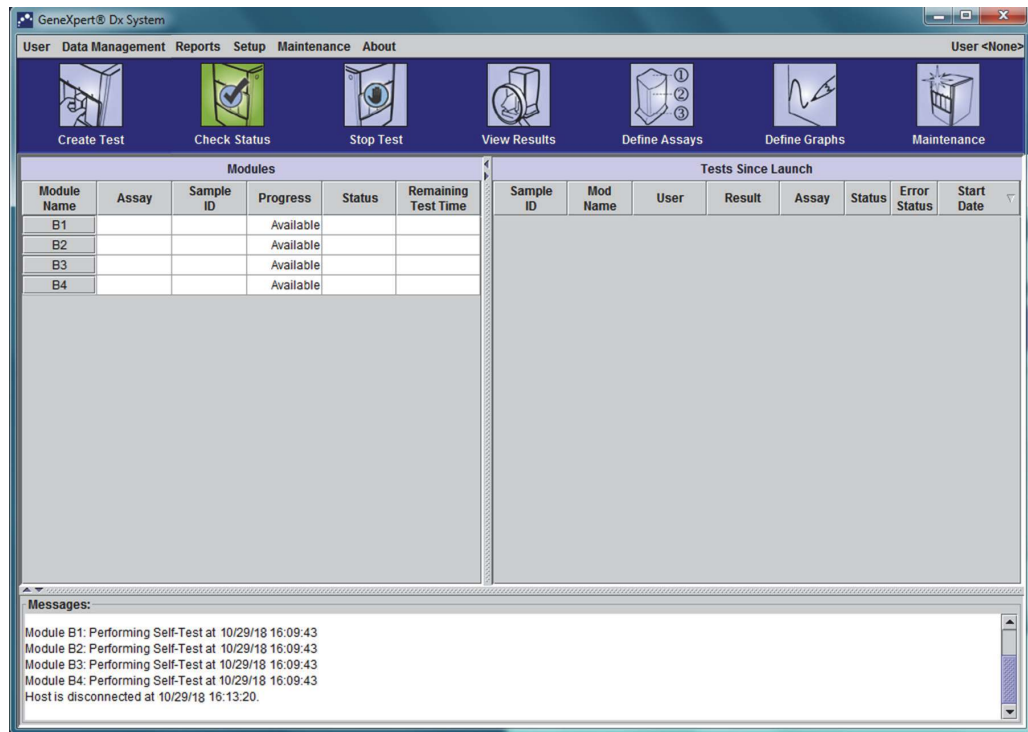 GeneXpert® Dx System
User Data Management Reports Setup Maintenance About User <None>
① ② ③
Create Test Check Status Stop Test View Results Define Assays Define Graphs Maintenance
Modules
Module Name Assay Sample ID Progress Status Remaining Test Time
B1 Available
B2 Available
B3 Available
B4 Available
Tests Since Launch
Sample ID Mod Name User Result Assay Status Error Status Start Date
Messages:
Module B1: Performing Self-Test at 10/29/18 16:09:43
Module B2: Performing Self-Test at 10/29/18 16:09:43
Module B3: Performing Self-Test at 10/29/18 16:09:43
Module B4: Performing Self-Test at 10/29/18 16:09:43
Host is disconnected at 10/29/18 16:13:20.